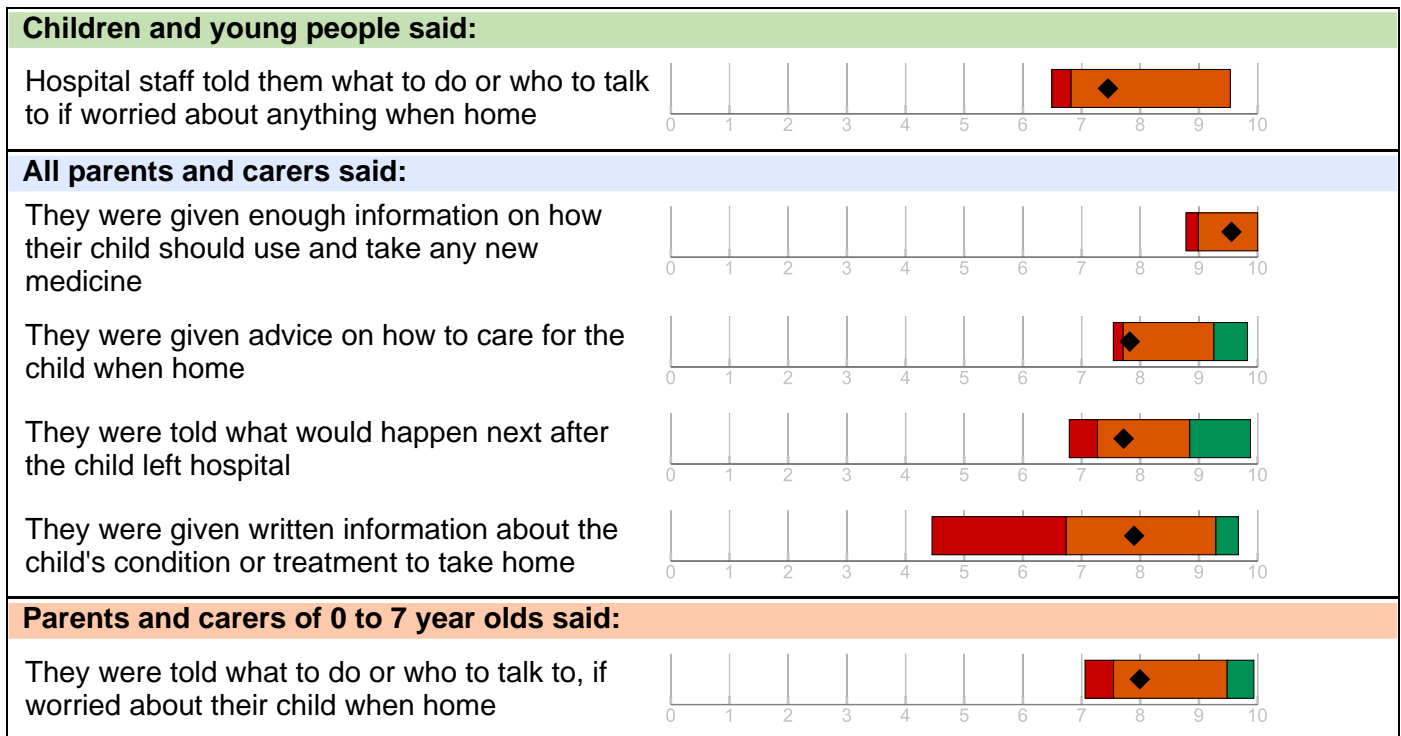 Children and young people said:
Hospital staff told them what to do or who to talk
to if worried about anything when home
0 1 2 3 4 5 6 7 8 9 10
All parents and carers said:
They were given enough information on how
their child should use and take any new
medicine
0 1 2 3 4 5 6 7 8 9 10
They were given advice on how to care for the
child when home
0 1 2 3 4 5 6 7 8 9 10
They were told what would happen next after
the child left hospital
0 1 2 3 4 5 6 7 8 9 10
They were given written information about the
child's condition or treatment to take home
0 1 2 3 4 5 6 7 8 9 10
Parents and carers of 0 to 7 year olds said:
They were told what to do or who to talk to, if
worried about their child when home
0 1 2 3 4 5 6 7 8 9 10